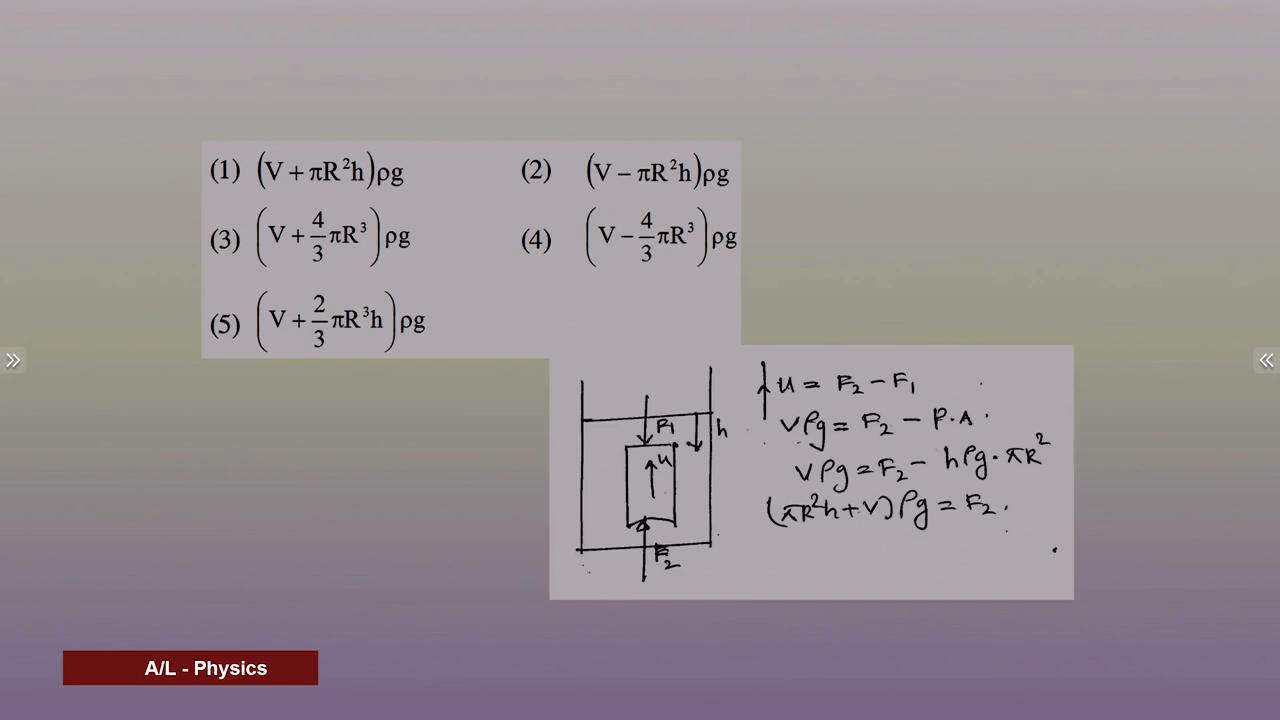 (1) (V + πR²h)ρg (2) (V − πR²h)ρg
(3) (V + 4/3 πR³)ρg (4) (V − 4/3 πR³)ρg
(5) (V + 2/3 πR³h)ρg
F₁
h
u
F₂
u = F₂ − F₁
Vρg = F₂ − P·A.
Vρg = F₂ − hρg·πR²
(πR²h+V)ρg = F₂.
A/L - Physics